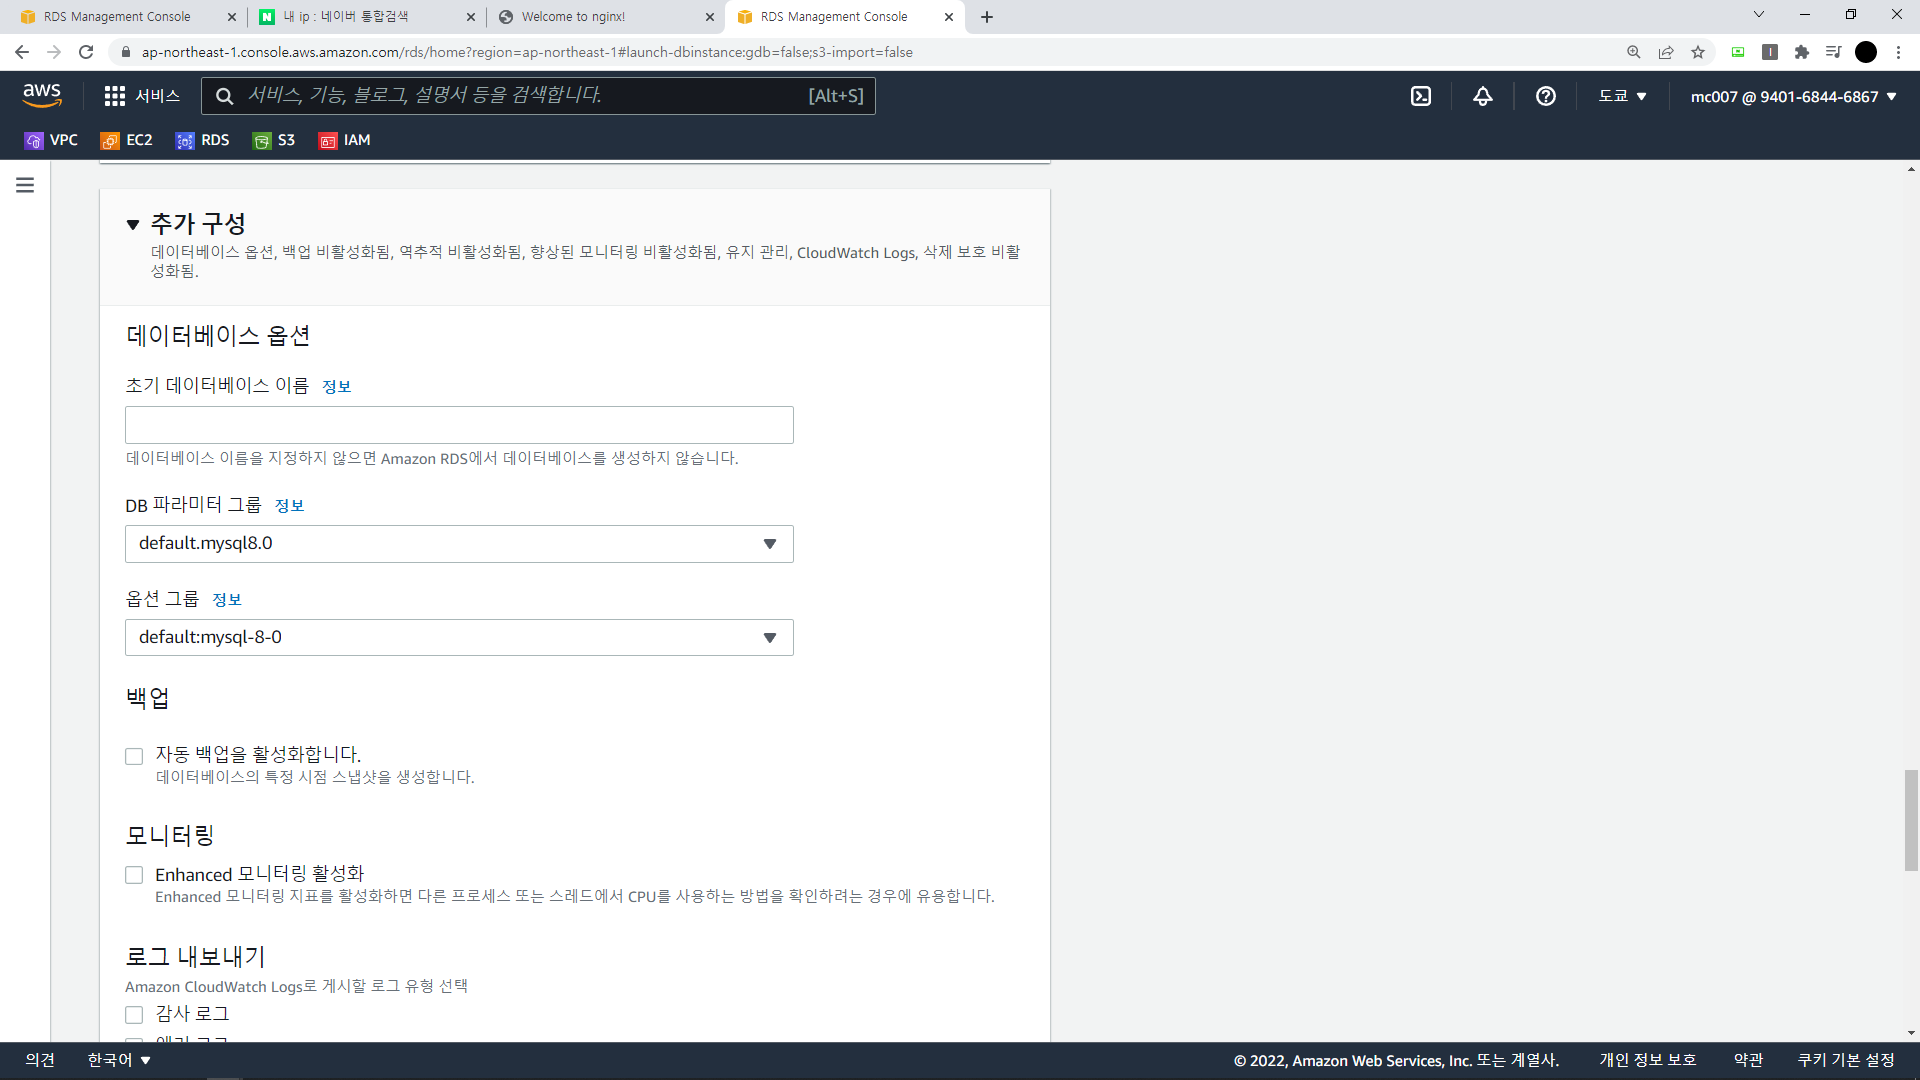 RDS Management Console
내 ip : 네이버 통합검색
Welcome to nginx!
RDS Management Console
ap-northeast-1.console.aws.amazon.com/rds/home?region=ap-northeast-1#launch-dbinstance:gdb=false;s3-import=false
aws
서비스
서비스, 기능, 블로그, 설명서 등을 검색합니다.
[Alt+S]
도쿄
mc007 @ 9401-6844-6867
VPC
EC2
RDS
S3
IAM
추가 구성
데이터베이스 옵션, 백업 비활성화됨, 역추적 비활성화됨, 향상된 모니터링 비활성화됨, 유지 관리, CloudWatch Logs, 삭제 보호 비활
성화됨.
데이터베이스 옵션
초기 데이터베이스 이름 정보
데이터베이스 이름을 지정하지 않으면 Amazon RDS에서 데이터베이스를 생성하지 않습니다.
DB 파라미터 그룹 정보
default.mysql8.0
옵션 그룹 정보
default:mysql-8-0
백업
자동 백업을 활성화합니다.
데이터베이스의 특정 시점 스냅샷을 생성합니다.
모니터링
Enhanced 모니터링 활성화
Enhanced 모니터링 지표를 활성화하면 다른 프로세스 또는 스레드에서 CPU를 사용하는 방법을 확인하려는 경우에 유용합니다.
로그 내보내기
Amazon CloudWatch Logs로 게시할 로그 유형 선택
감사 로그
의견
한국어
© 2022, Amazon Web Services, Inc. 또는 계열사.
개인 정보 보호
약관
쿠키 기본 설정